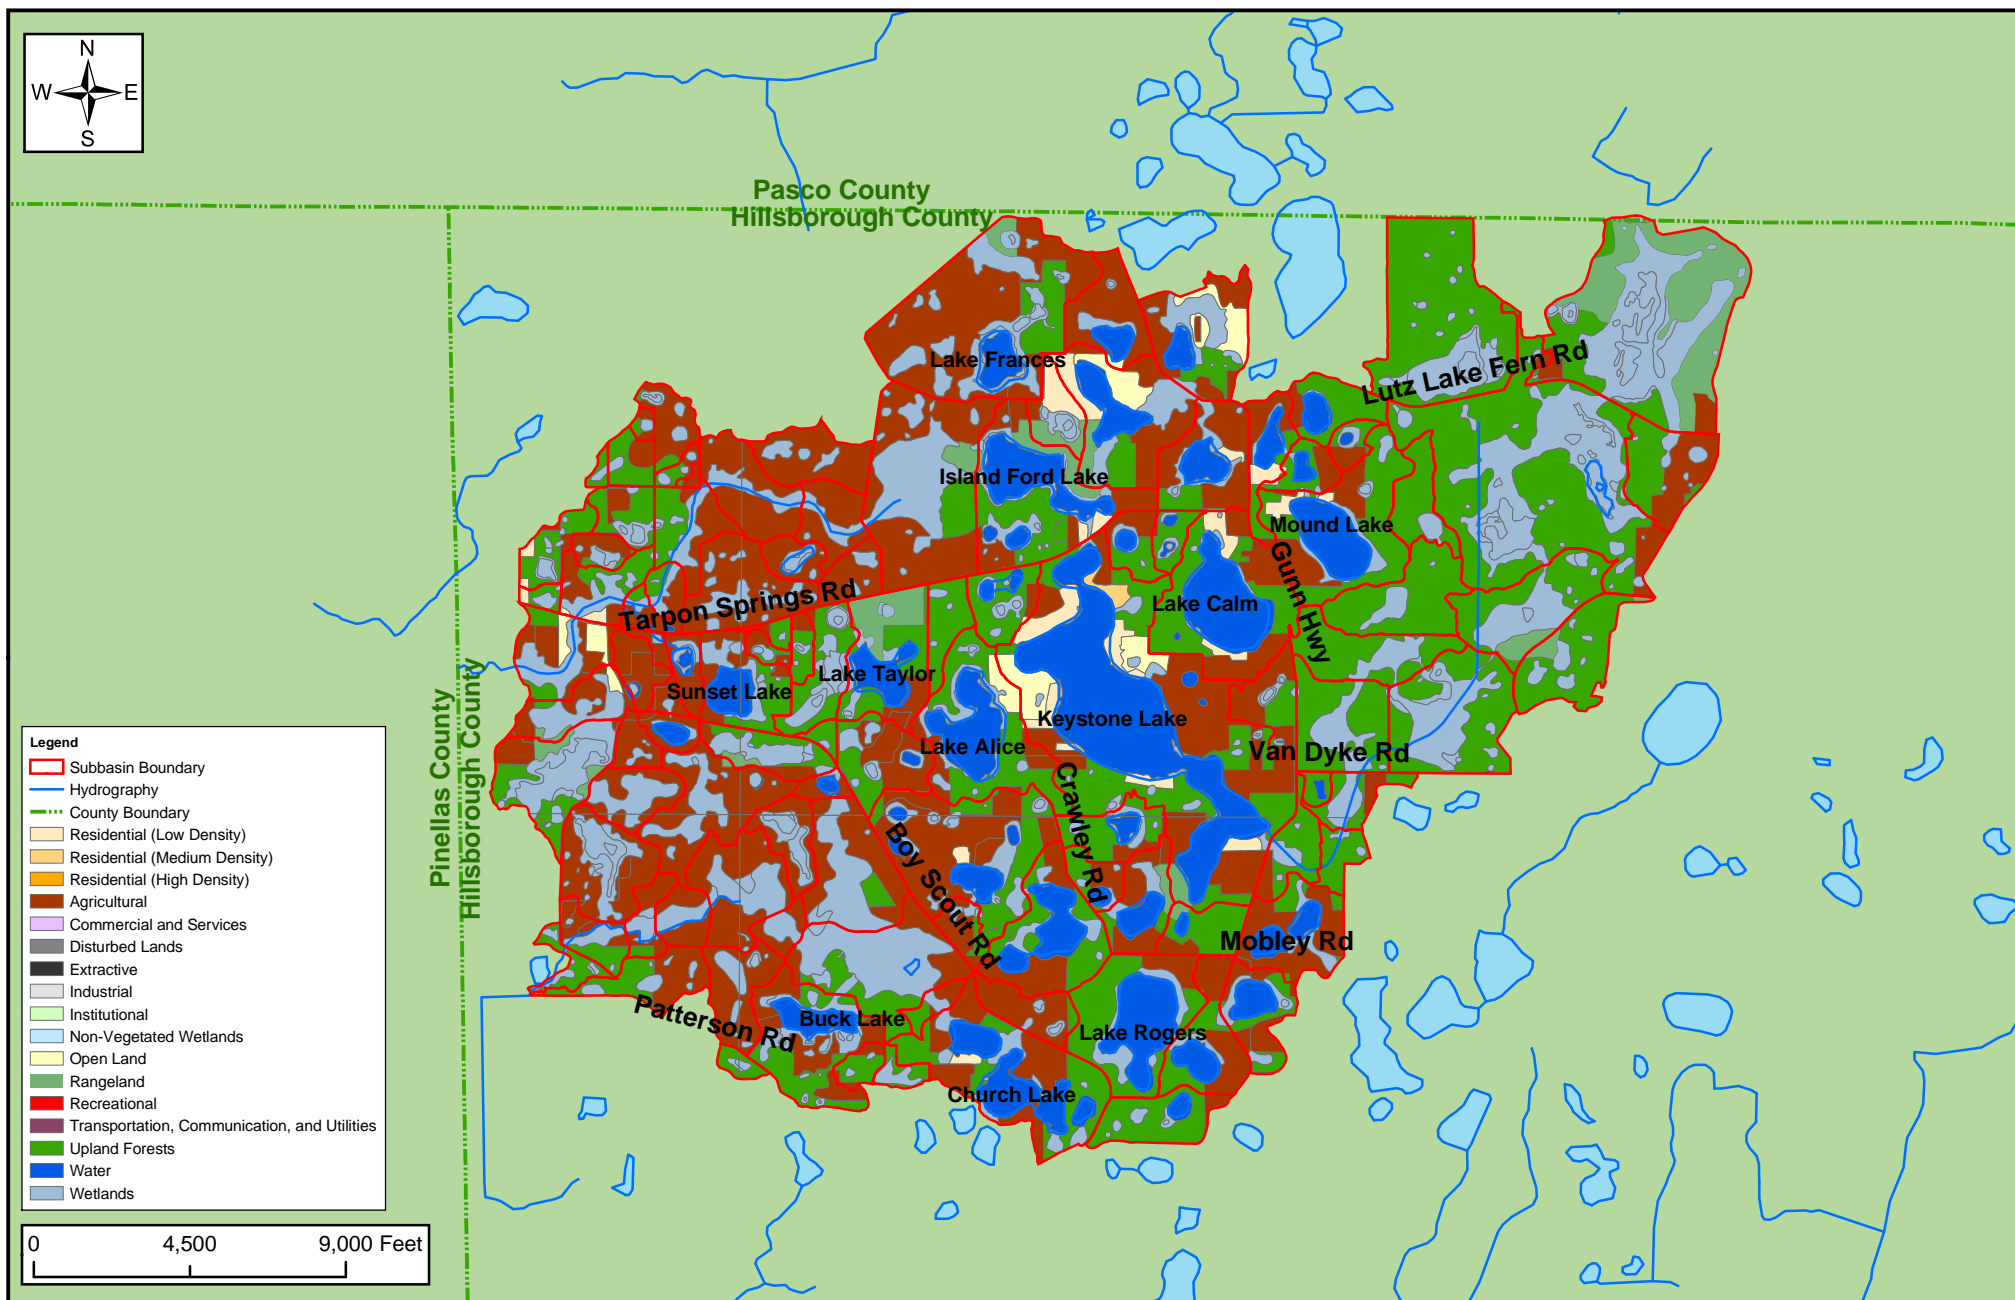 N
W E
S
Pasco County
Hillsborough County
Lutz Lake Fern Rd
Lake Frances
Island Ford Lake
Mound Lake
Gunn Hwy
Tarpon Springs Rd
Lake Calm
Lake Taylor
Sunset Lake
Keystone Lake
Lake Alice
Van Dyke Rd
Crawley Rd
Boy Scout Rd
Mobley Rd
Patterson Rd
Buck Lake
Lake Rogers
Church Lake
Pinellas County
Hillsborough County
Legend
Subbasin Boundary
Hydrography
County Boundary
Residential (Low Density)
Residential (Medium Density)
Residential (High Density)
Agricultural
Commercial and Services
Disturbed Lands
Extractive
Industrial
Institutional
Non-Vegetated Wetlands
Open Land
Rangeland
Recreational
Transportation, Communication, and Utilities
Upland Forests
Water
Wetlands
0 4,500 9,000 Feet